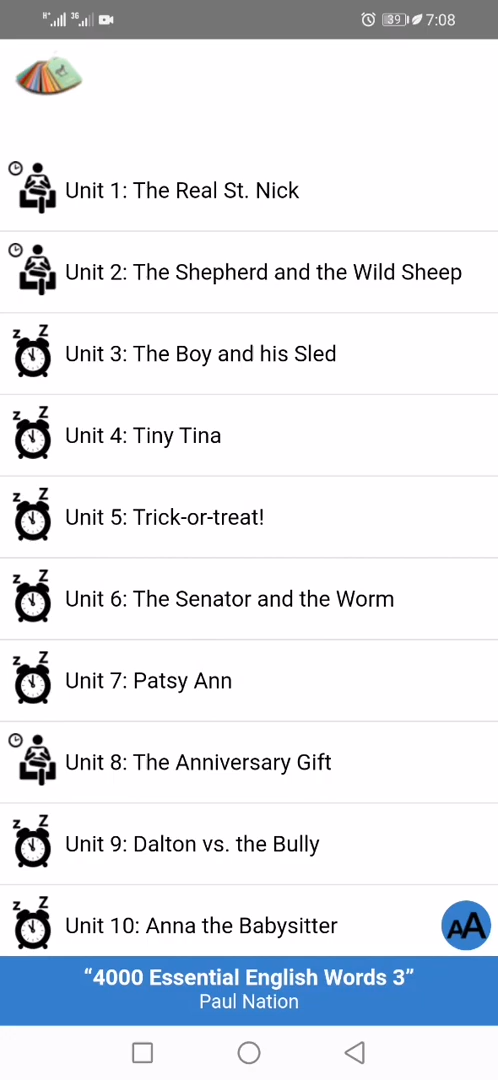 H+ 3G 39 7:08
Unit 1: The Real St. Nick
Unit 2: The Shepherd and the Wild Sheep
z Z
Unit 3: The Boy and his Sled
z Z
Unit 4: Tiny Tina
z Z
Unit 5: Trick-or-treat!
z Z
Unit 6: The Senator and the Worm
z Z
Unit 7: Patsy Ann
Unit 8: The Anniversary Gift
z Z
Unit 9: Dalton vs. the Bully
z Z
Unit 10: Anna the Babysitter
AA
“4000 Essential English Words 3”
Paul Nation